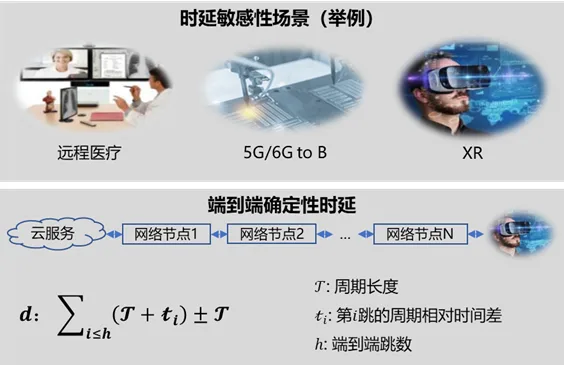 时延敏感性场景（举例）
远程医疗
5G/6G to B
XR
端到端确定性时延
云服务 网络节点1 网络节点2 ... 网络节点N
d: ∑i≤h(𝒯 + tᵢ) ± 𝒯
𝒯: 周期长度
tᵢ: 第i跳的周期相对时间差
h: 端到端跳数